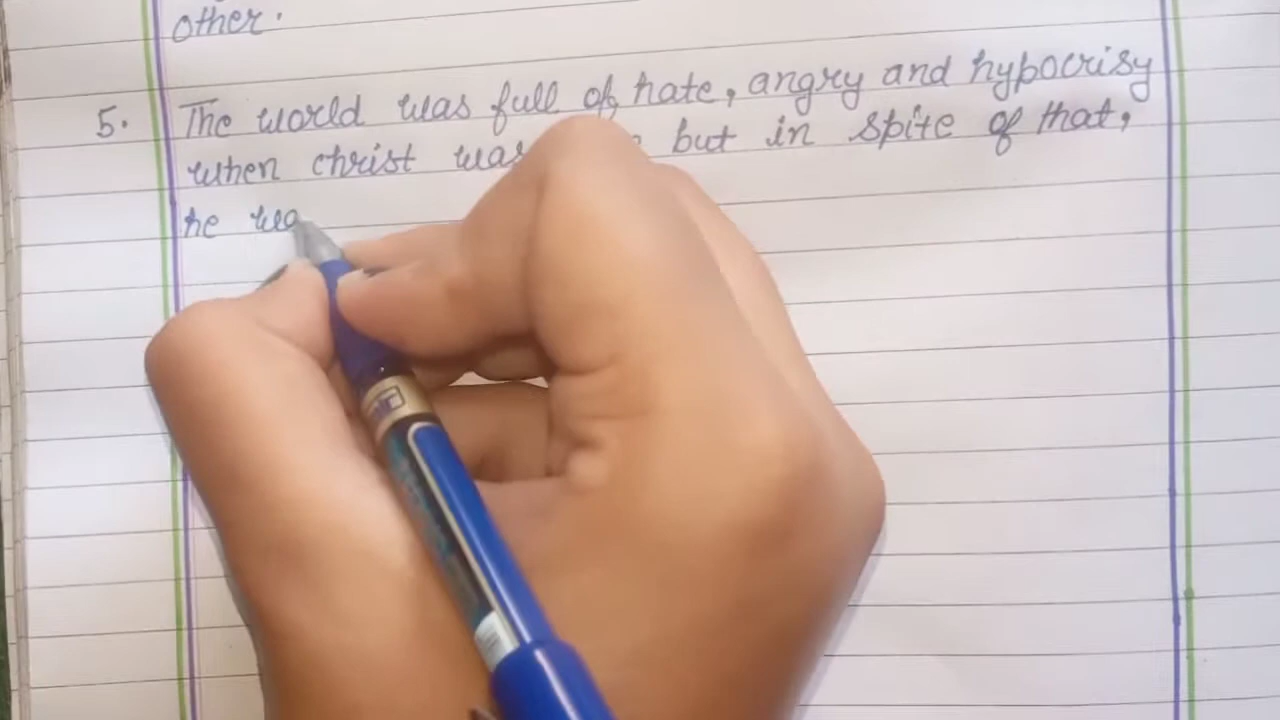 other.
5. The world was full of hate, angry and hypocrisy
when christ was but in spite of that,
he wa